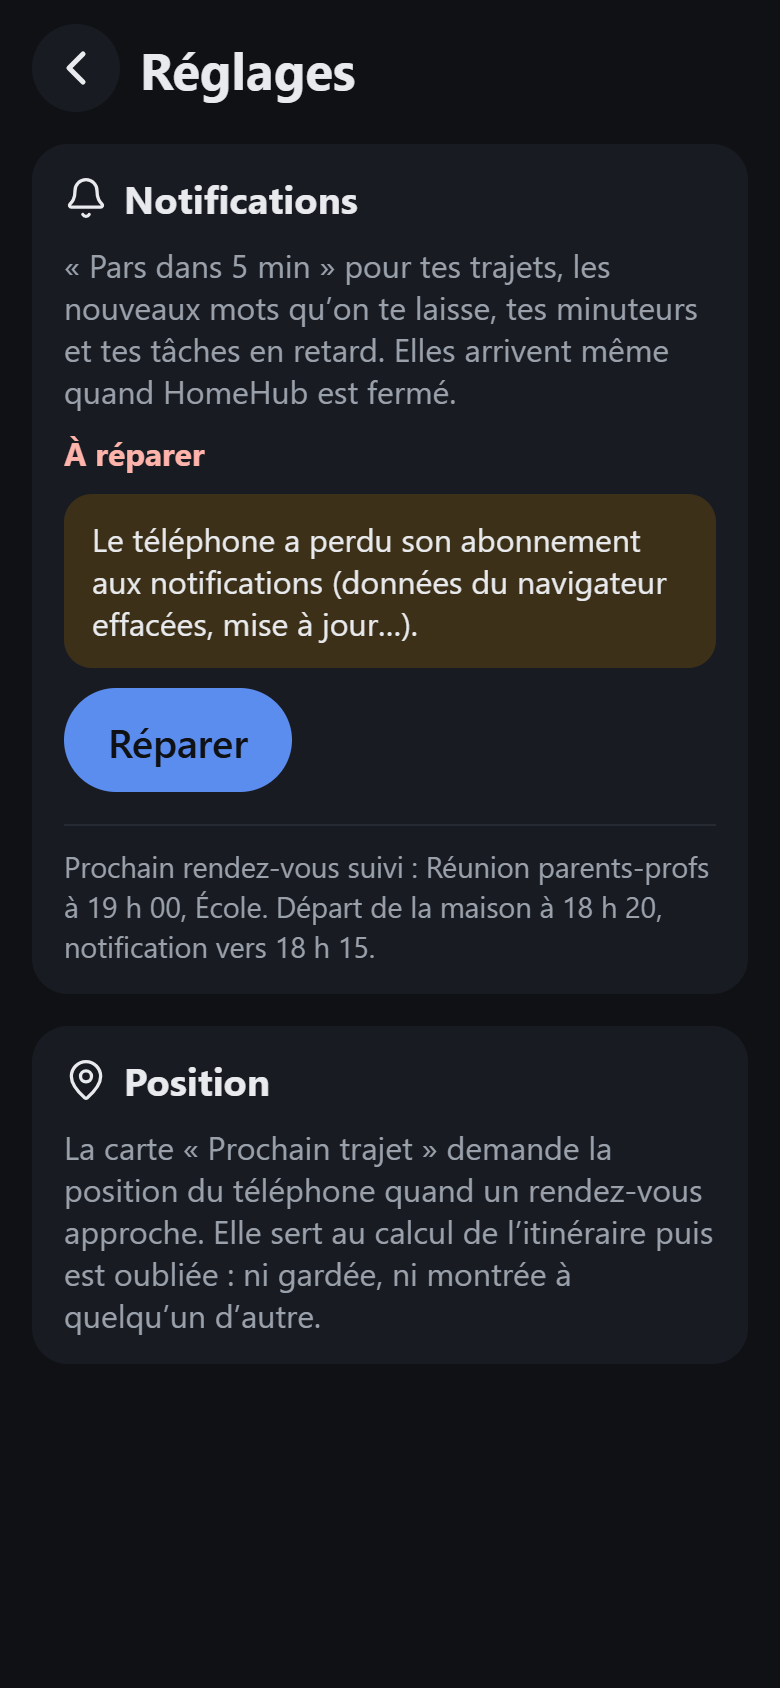 Réglages
Notifications
« Pars dans 5 min » pour tes trajets, les
nouveaux mots qu’on te laisse, tes minuteurs
et tes tâches en retard. Elles arrivent même
quand HomeHub est fermé.
À réparer
Le téléphone a perdu son abonnement
aux notifications (données du navigateur
effacées, mise à jour…).
Réparer
Prochain rendez-vous suivi : Réunion parents-profs
à 19 h 00, École. Départ de la maison à 18 h 20,
notification vers 18 h 15.
Position
La carte « Prochain trajet » demande la
position du téléphone quand un rendez-vous
approche. Elle sert au calcul de l’itinéraire puis
est oubliée : ni gardée, ni montrée à
quelqu’un d’autre.